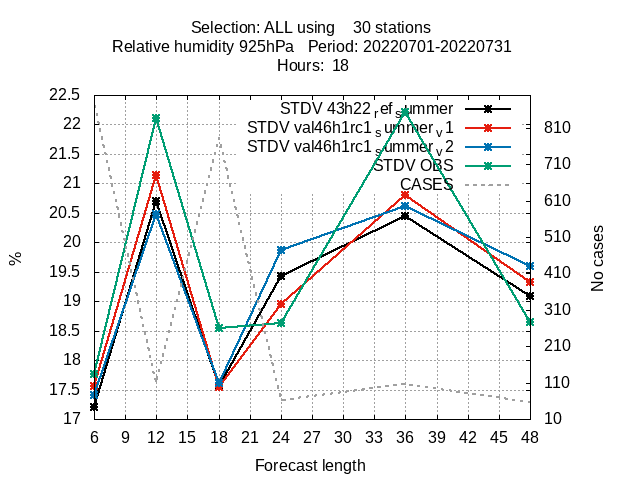 Selection: ALL using    30 stations
Relative humidity 925hPa   Period: 20220701-20220731
Hours:  18
STDV 43h22_ref_summer
STDV val46h1rc1_summer_v1
STDV val46h1rc1_summer_v2
STDV OBS
CASES
22.5
22
21.5
21
20.5
20
19.5
19
18.5
18
17.5
17
%
810
710
610
510
410
310
210
110
10
No cases
6 9 12 15 18 21 24 27 30 33 36 39 42 45 48
Forecast length